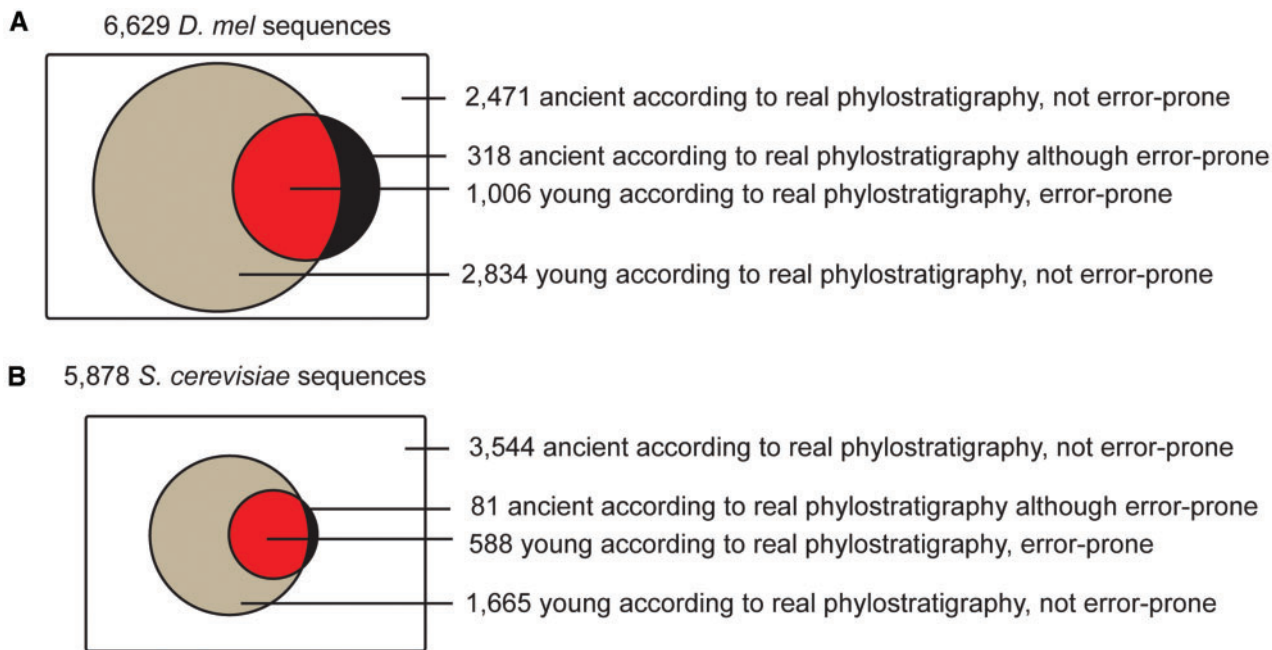 A
6,629 D. mel sequences
2,471 ancient according to real phylostratigraphy, not error-prone
318 ancient according to real phylostratigraphy although error-prone
1,006 young according to real phylostratigraphy, error-prone
2,834 young according to real phylostratigraphy, not error-prone
B
5,878 S. cerevisiae sequences
3,544 ancient according to real phylostratigraphy, not error-prone
81 ancient according to real phylostratigraphy although error-prone
588 young according to real phylostratigraphy, error-prone
1,665 young according to real phylostratigraphy, not error-prone